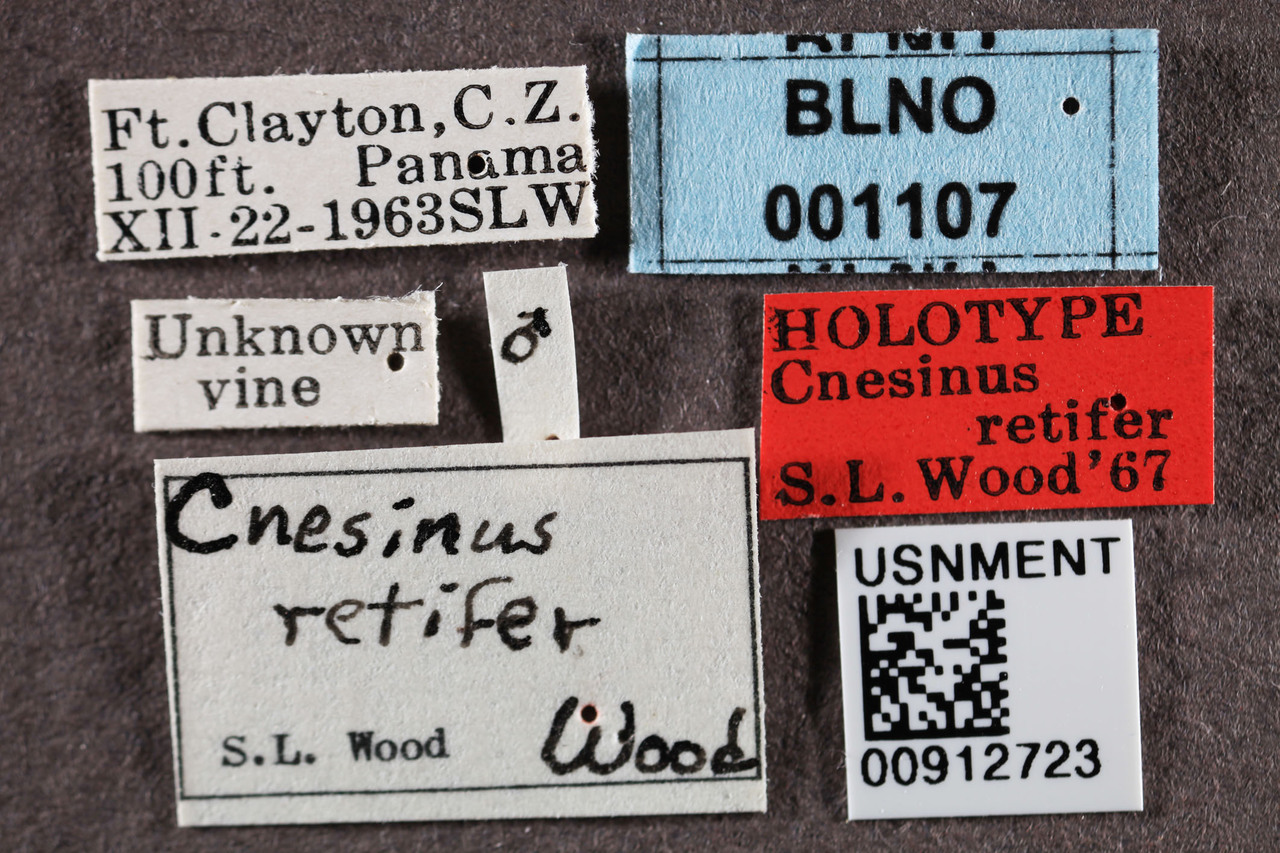 Ft. Clayton, C.Z.
100ft. Panama
XII-22-1963SLW
BLNO
001107
Unknown
vine
♂
HOLOTYPE
Cnesinus
retifer
S.L. Wood'67
Cnesinus
retifer
Wood
S.L. Wood
USNMENT
00912723